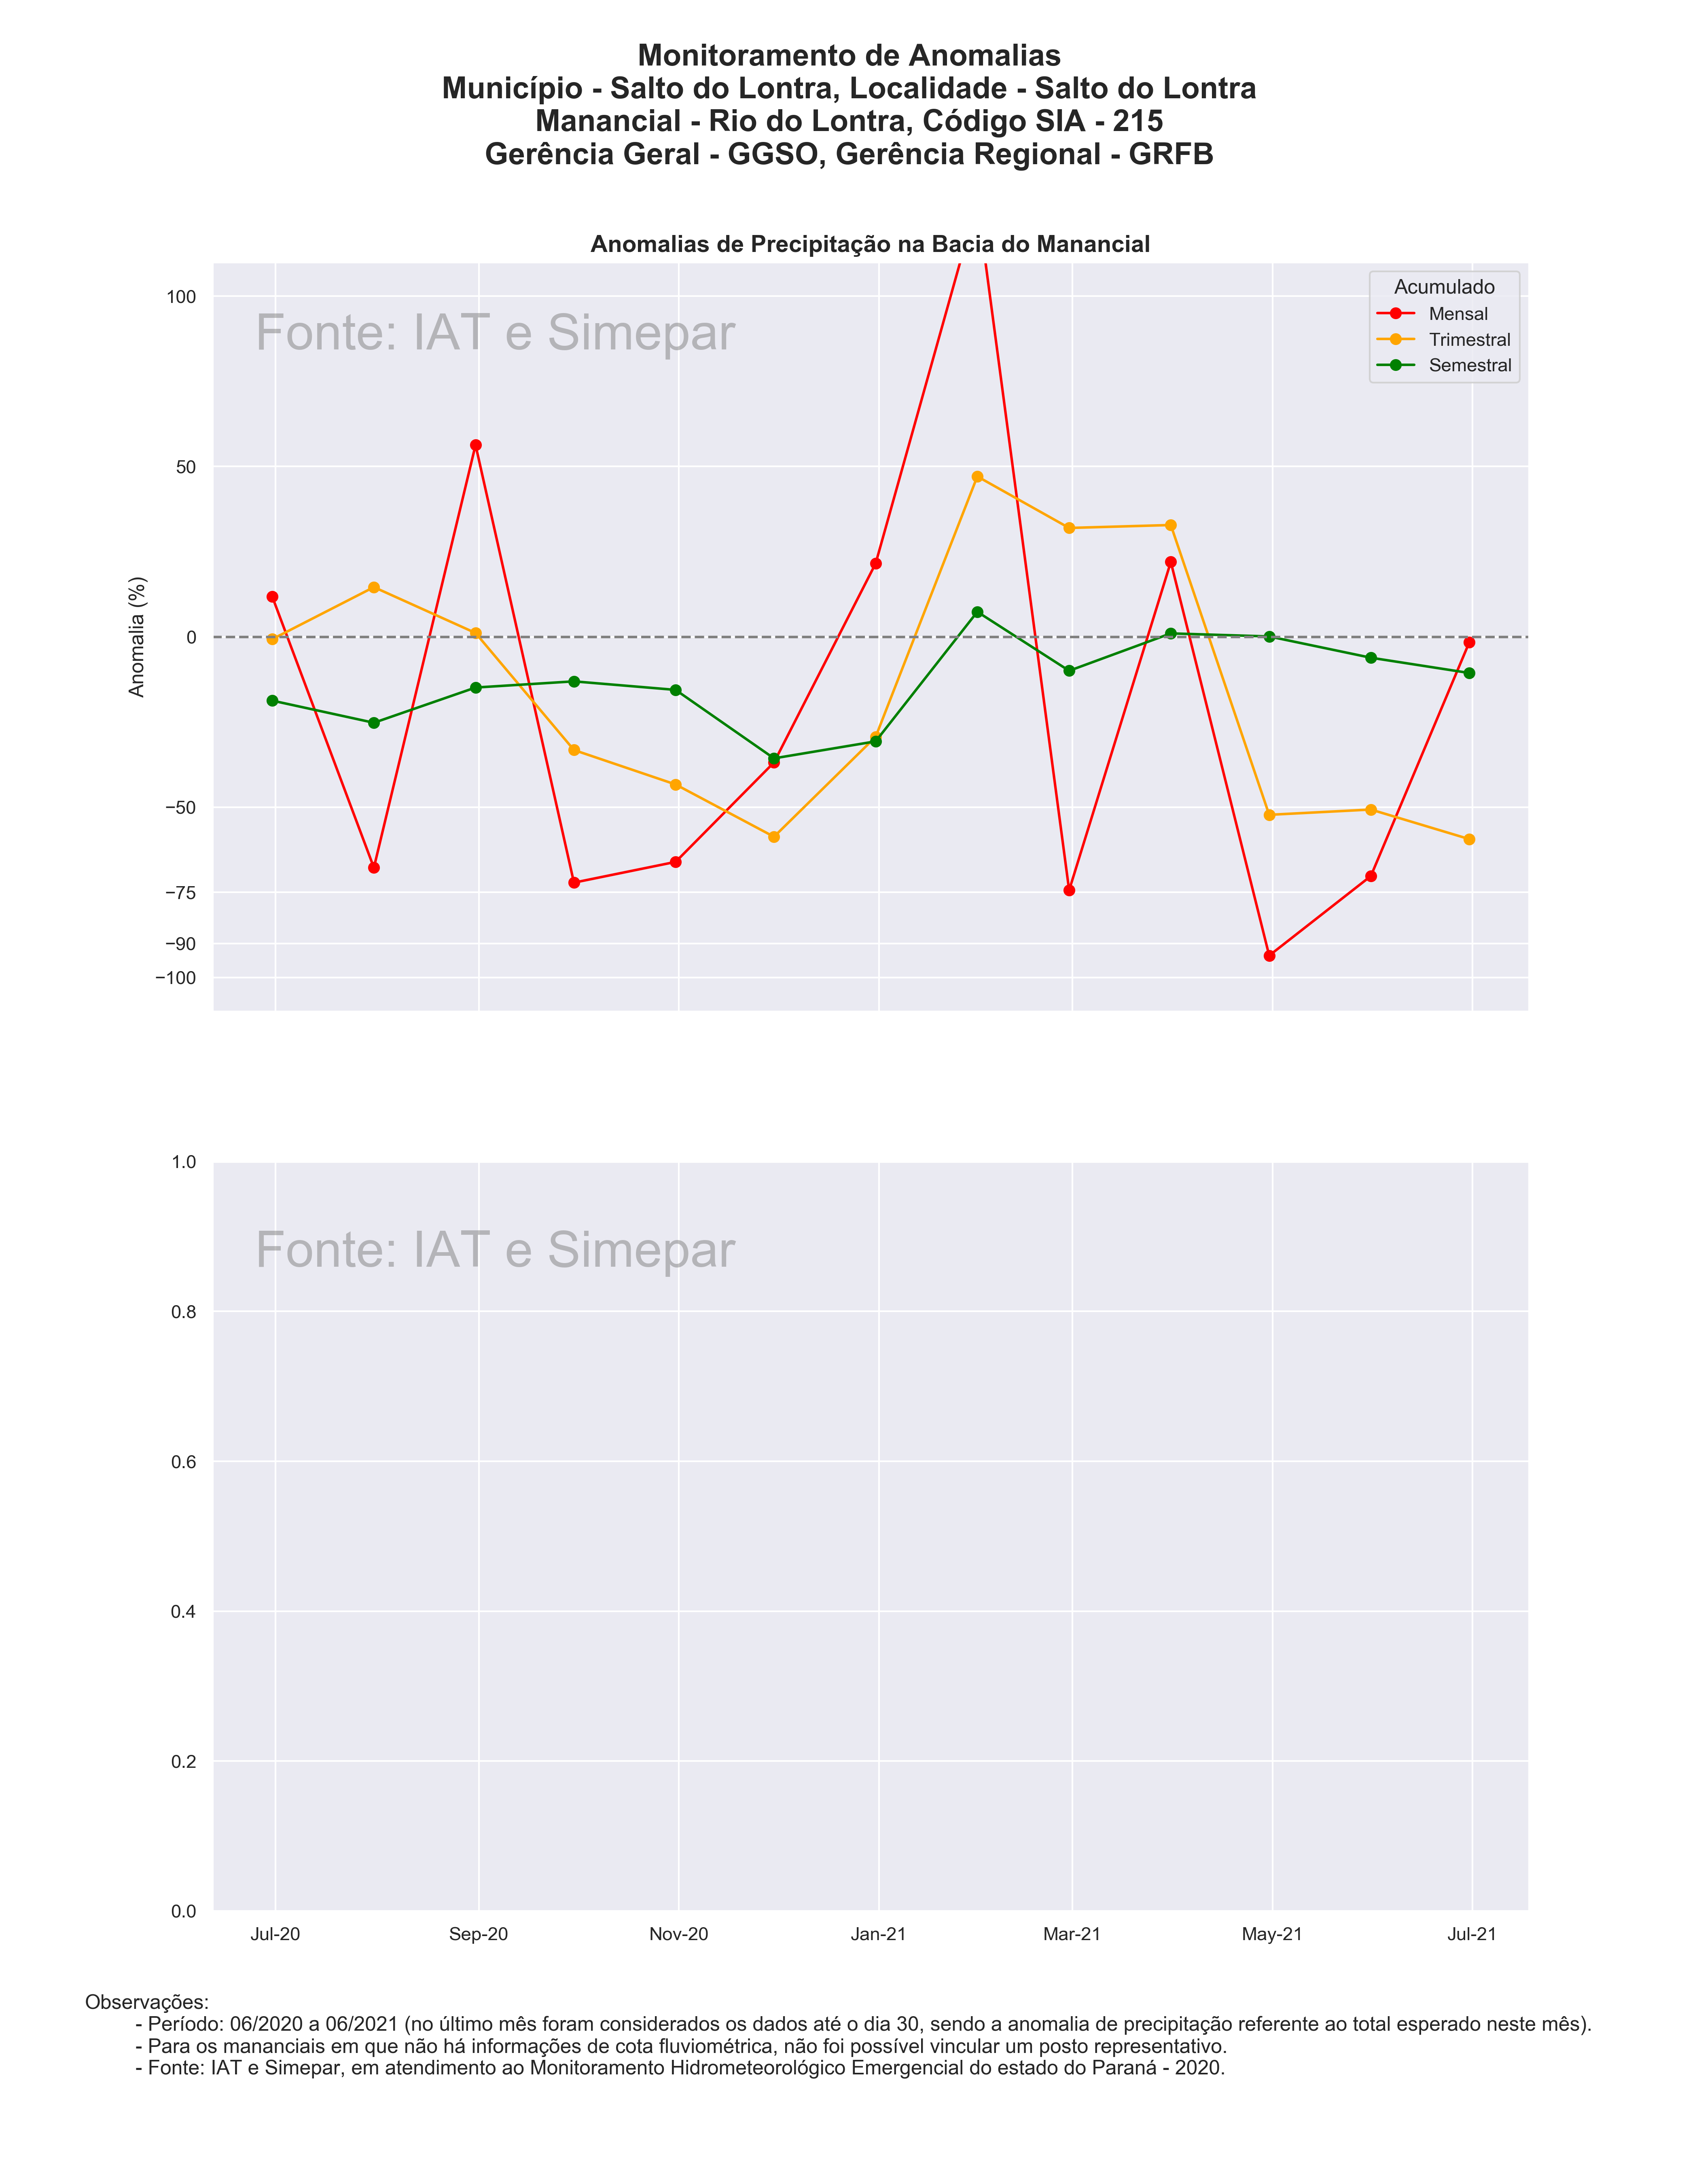 Monitoramento de Anomalias
Município - Salto do Lontra, Localidade - Salto do Lontra
Manancial - Rio do Lontra, Código SIA - 215
Gerência Geral - GGSO, Gerência Regional - GRFB
Anomalias de Precipitação na Bacia do Manancial
Fonte: IAT e Simepar
Acumulado
Mensal
Trimestral
Semestral
Anomalia (%)
100
50
0
−50
−75
−90
−100
Fonte: IAT e Simepar
1.0
0.8
0.6
0.4
0.2
0.0
Jul-20 Sep-20 Nov-20 Jan-21 Mar-21 May-21 Jul-21
Observações:
- Período: 06/2020 a 06/2021 (no último mês foram considerados os dados até o dia 30, sendo a anomalia de precipitação referente ao total esperado neste mês).
- Para os mananciais em que não há informações de cota fluviométrica, não foi possível vincular um posto representativo.
- Fonte: IAT e Simepar, em atendimento ao Monitoramento Hidrometeorológico Emergencial do estado do Paraná - 2020.